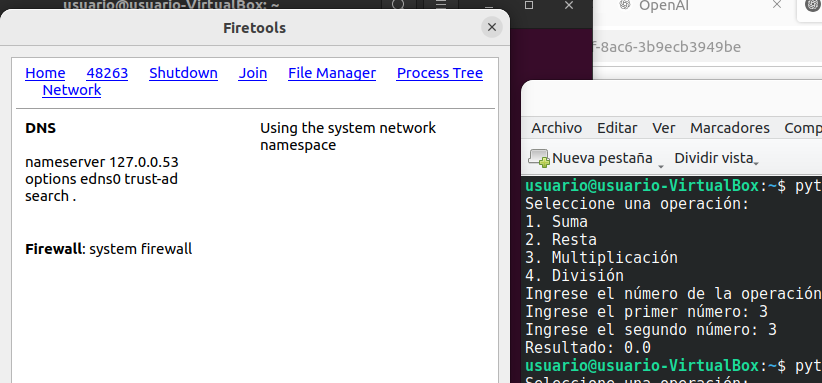 usuario@usuario-VirtualBox: ~
OpenAI
f-8ac6-3b9ecb3949be
Firetools
Home 48263 Shutdown Join File Manager Process Tree
Network
DNS
Using the system network
namespace
nameserver 127.0.0.53
options edns0 trust-ad
search .
Firewall: system firewall
Archivo Editar Ver Marcadores
Nueva pestaña Dividir vista
usuario@usuario-VirtualBox:~$ pyt
Seleccione una operación:
1. Suma
2. Resta
3. Multiplicación
4. División
Ingrese el número de la operación
Ingrese el primer número: 3
Ingrese el segundo número: 3
Resultado: 0.0
usuario@usuario-VirtualBox:~$ pyt
Seleccione una operación: